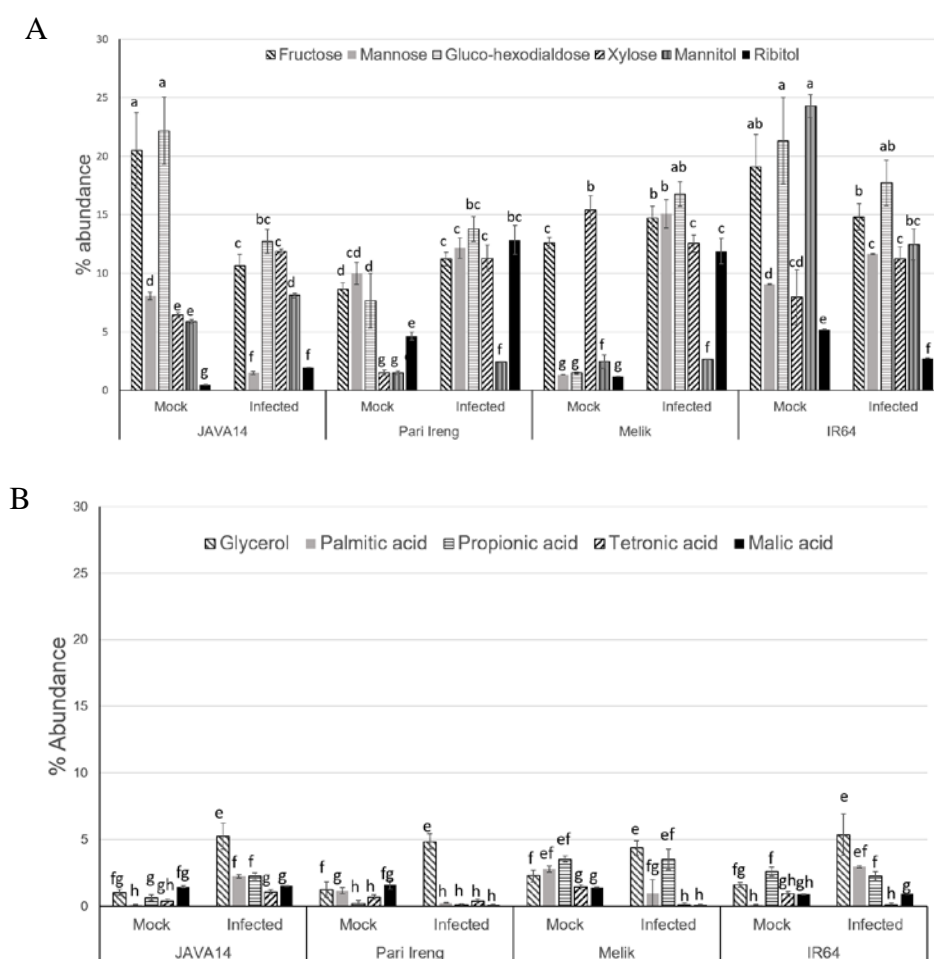 A
30
Fructose Mannose Gluco-hexodialdose Xylose Mannitol Ribitol
25
20
15
10
5
0
% abundance
a d a e e g
c f bc c d f
d cd d g g e
c c bc c f bc
c g g b f g
b b ab c f c
ab d a cd a e
b c ab c bc f
Mock Infected Mock Infected Mock Infected Mock Infected
JAVA14 Pari Ireng Melik IR64
B
30
Glycerol Palmitic acid Propionic acid Tetronic acid Malic acid
25
20
15
10
5
0
% Abundance
fg h g gh fg
e f f g g
f g h h fg
e h h h h
f ef ef g g
e fg ef h h
fg h f gh gh
e ef f h g
Mock Infected Mock Infected Mock Infected Mock Infected
JAVA14 Pari Ireng Melik IR64